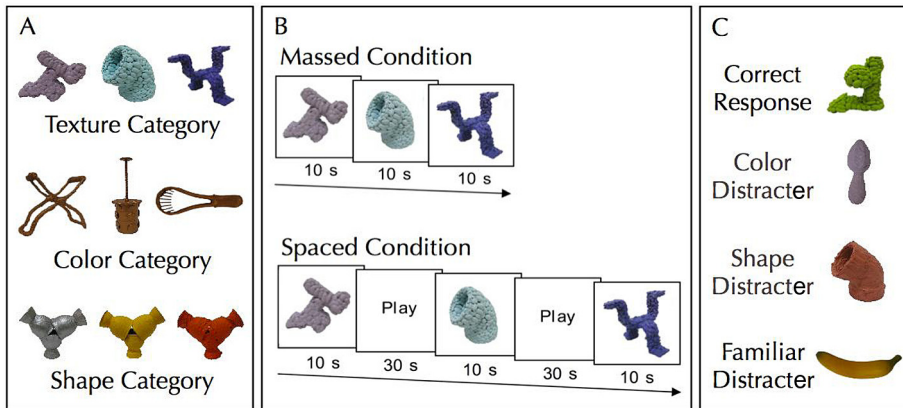 A
Texture Category
Color Category
Shape Category
B
Massed Condition
10 s 10 s 10 s
Spaced Condition
Play Play
10 s 30 s 10 s 30 s 10 s
C
Correct
Response
Color
Distracter
Shape
Distracter
Familiar
Distracter